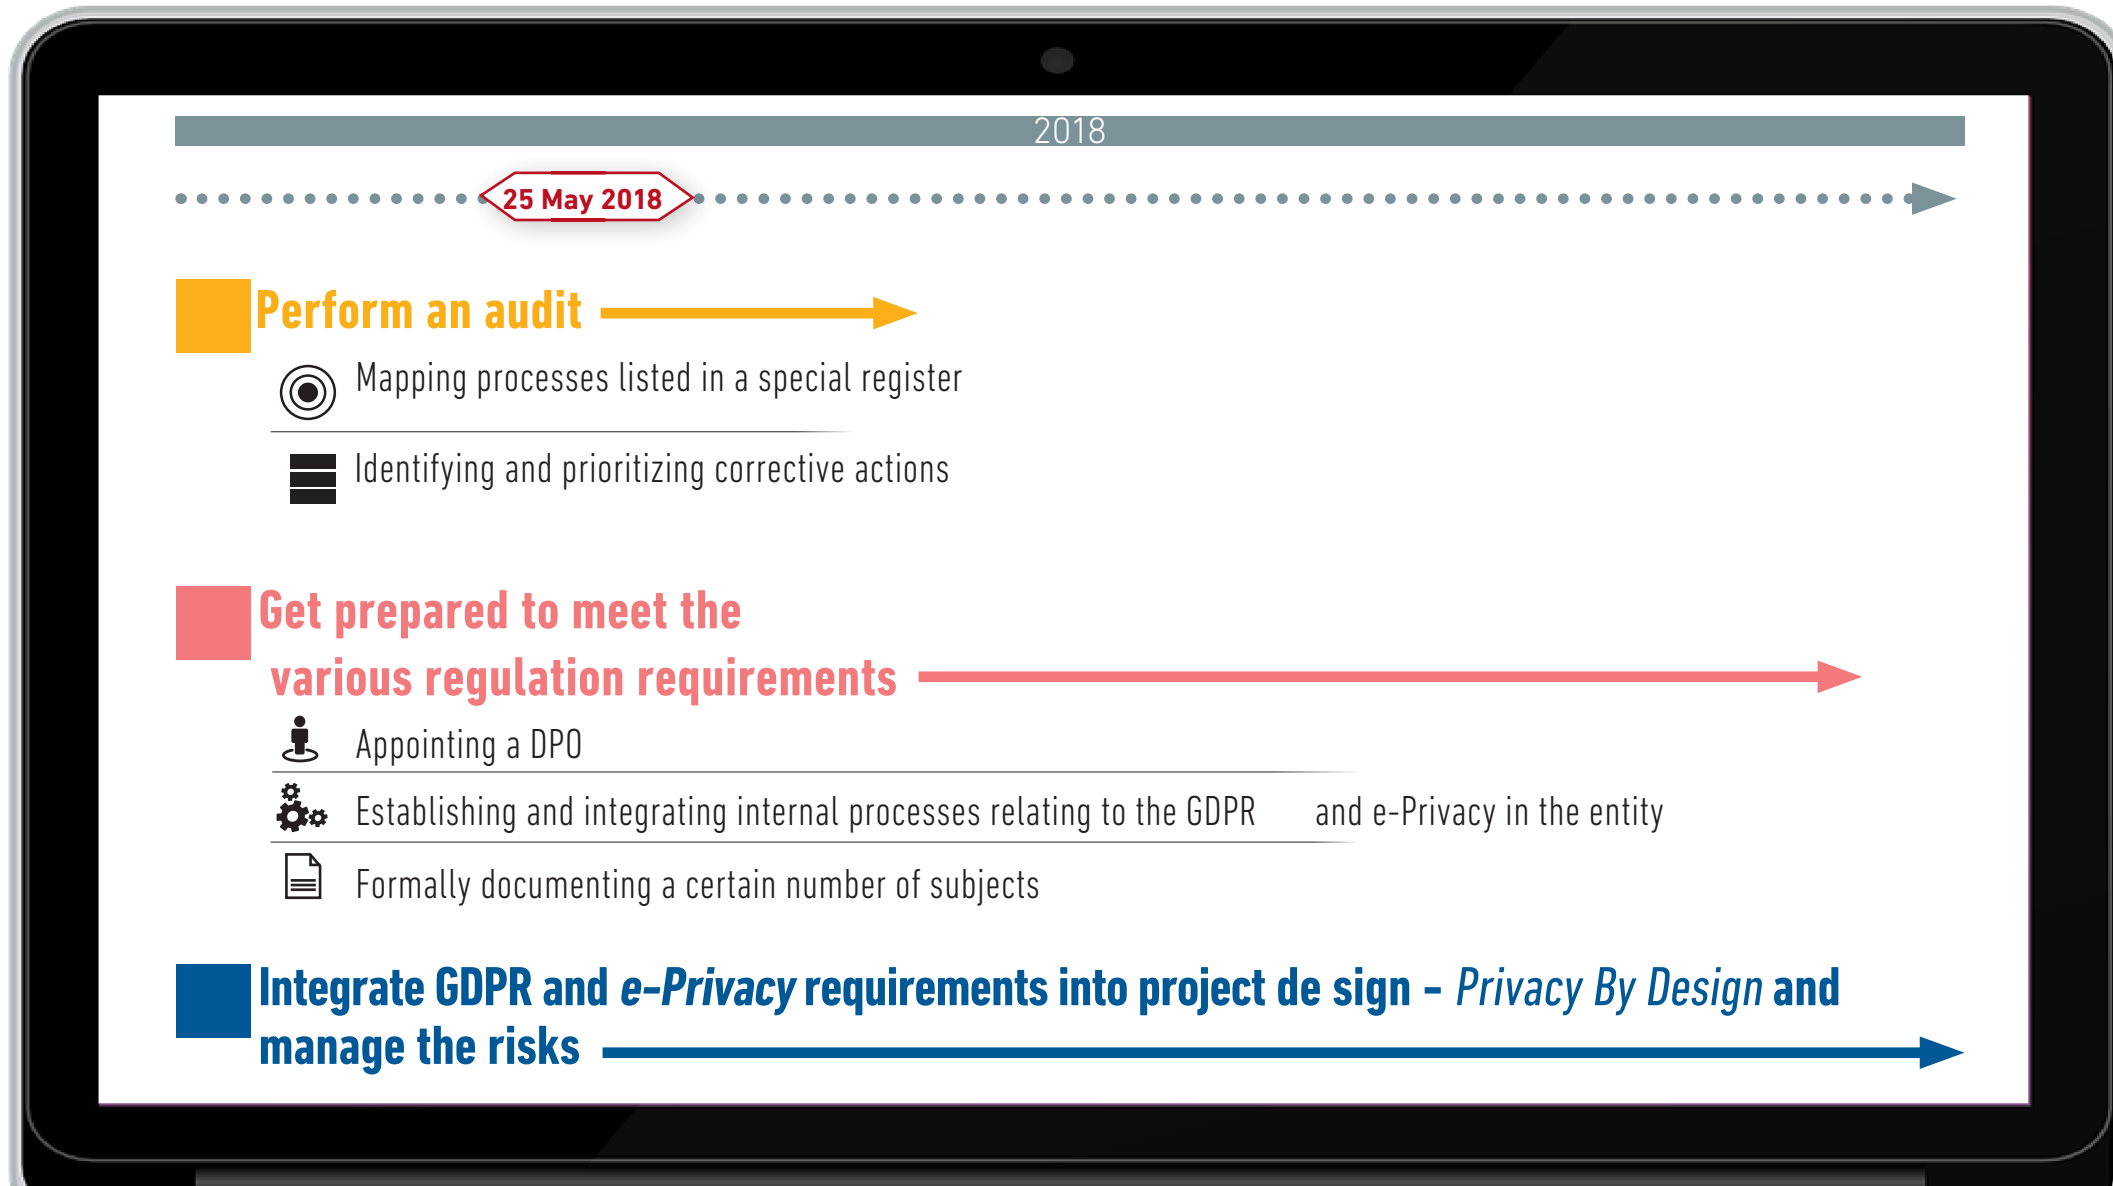 2018
25 May 2018
Perform an audit
Mapping processes listed in a special register
Identifying and prioritizing corrective actions
Get prepared to meet the
various regulation requirements
Appointing a DPO
Establishing and integrating internal processes relating to the GDPR and e-Privacy in the entity
Formally documenting a certain number of subjects
Integrate GDPR and e-Privacy requirements into project de sign - Privacy By Design and
manage the risks